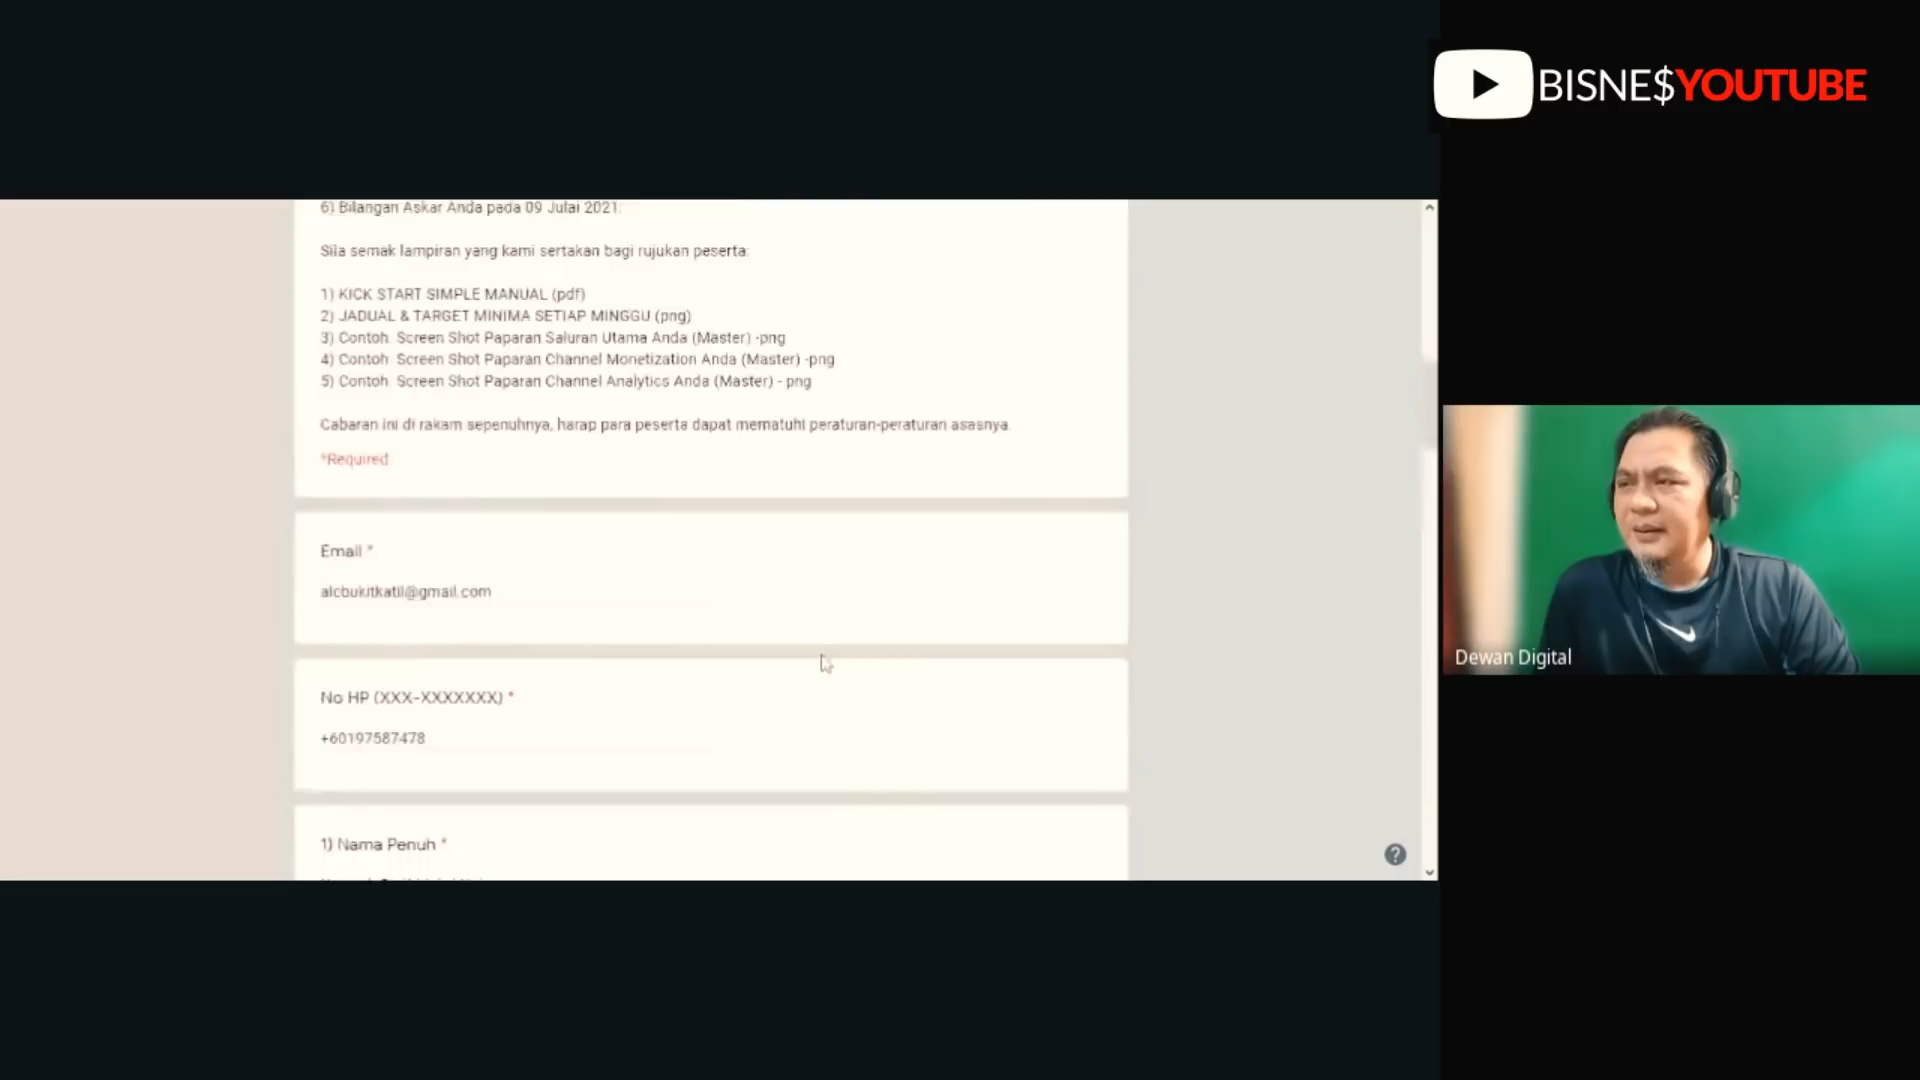 BISNE$YOUTUBE
6) Bilangan Askar Anda pada 09 Julai 2021:
Sila semak lampiran yang kami sertakan bagi rujukan peserta:
1) KICK START SIMPLE MANUAL (pdf)
2) JADUAL & TARGET MINIMA SETIAP MINGGU (png)
3) Contoh: Screen Shot Paparan Saluran Utama Anda (Master) -png
4) Contoh: Screen Shot Paparan Channel Monetization Anda (Master) -png
5) Contoh: Screen Shot Paparan Channel Analytics Anda (Master) - png
Cabaran ini di rakam sepenuhnya, harap para peserta dapat mematuhi peraturan-peraturan asasnya.
*Required
Email *
alcbukitkatil@gmail.com
No HP (XXX-XXXXXXX) *
+60197587478
1) Nama Penuh *
Dewan Digital